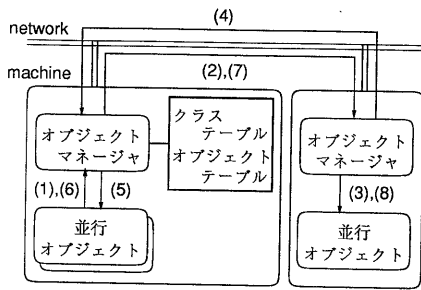 (4)
network
machine
(2),(7)
クラス
テーブル
オブジェクト
テーブル
オブジェクト
マネージャ
オブジェクト
マネージャ
(1),(6)
(5)
(3),(8)
並行
オブジェクト
並行
オブジェクト